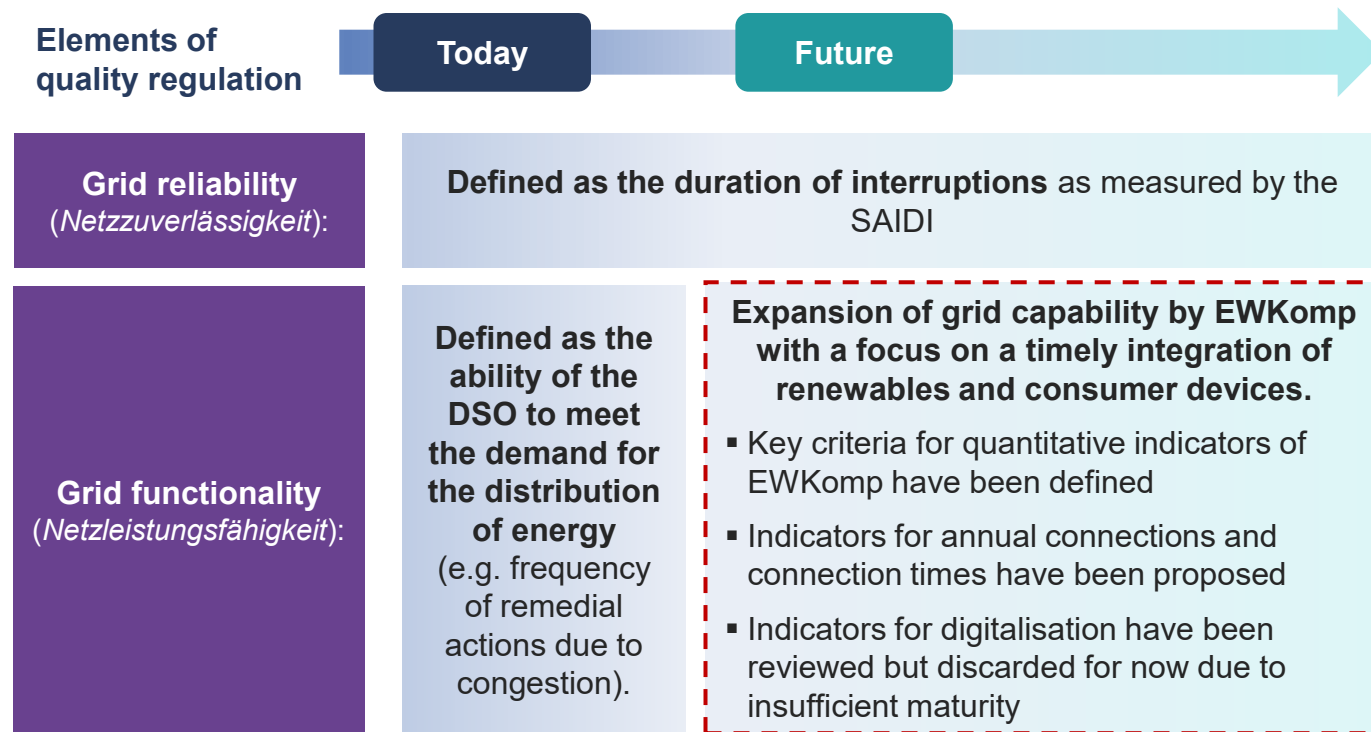 Elements of
quality regulation
Today
Future
Grid reliability
(Netzzuverlässigkeit):
Defined as the duration of interruptions as measured by the
SAIDI
Grid functionality
(Netzleistungsfähigkeit):
Defined as the
ability of the
DSO to meet
the demand for
the distribution
of energy
(e.g. frequency
of remedial
actions due to
congestion).
Expansion of grid capability by EWKomp
with a focus on a timely integration of
renewables and consumer devices.
▪ Key criteria for quantitative indicators of
EWKomp have been defined
▪ Indicators for annual connections and
connection times have been proposed
▪ Indicators for digitalisation have been
reviewed but discarded for now due to
insufficient maturity